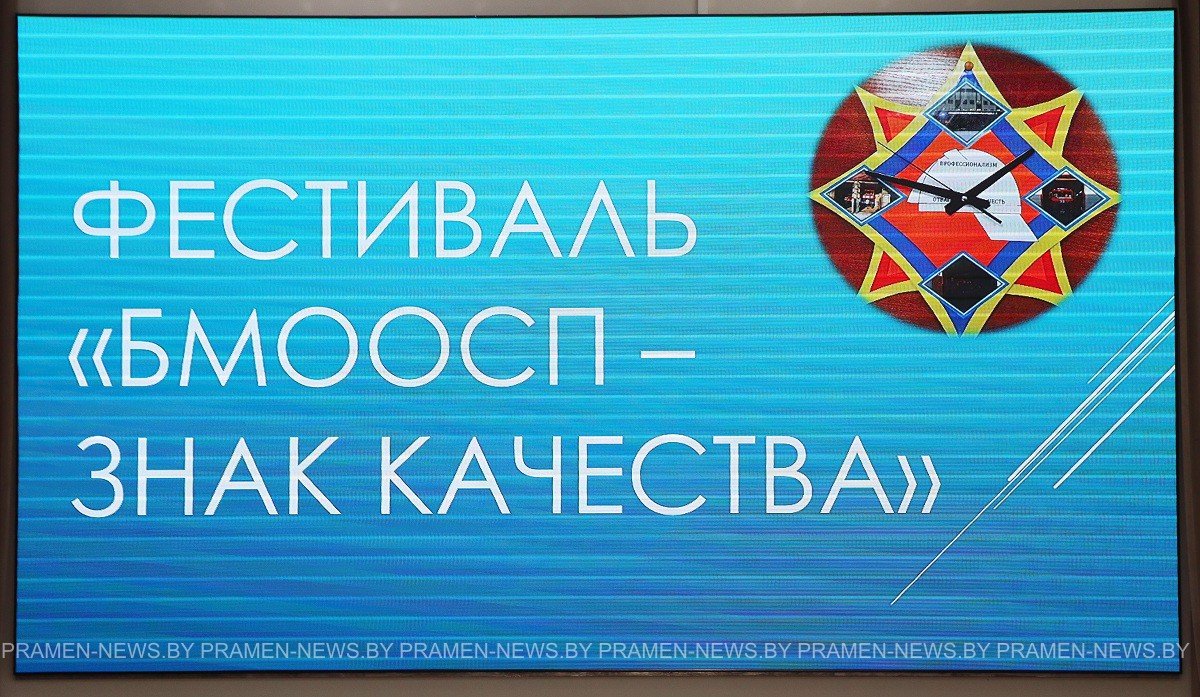 ПРОФЕССИОНАЛИЗМ
ЧЕСТЬ
ФЕСТИВАЛЬ
«БМООСП –
ЗНАК КАЧЕСТВА»
PRAMEN-NEWS.BY PRAMEN-NEWS.BY PRAMEN-NEWS.BY PRAMEN-NEWS.BY PRAMEN-NEWS.BY PRAMEN-NEWS.BY